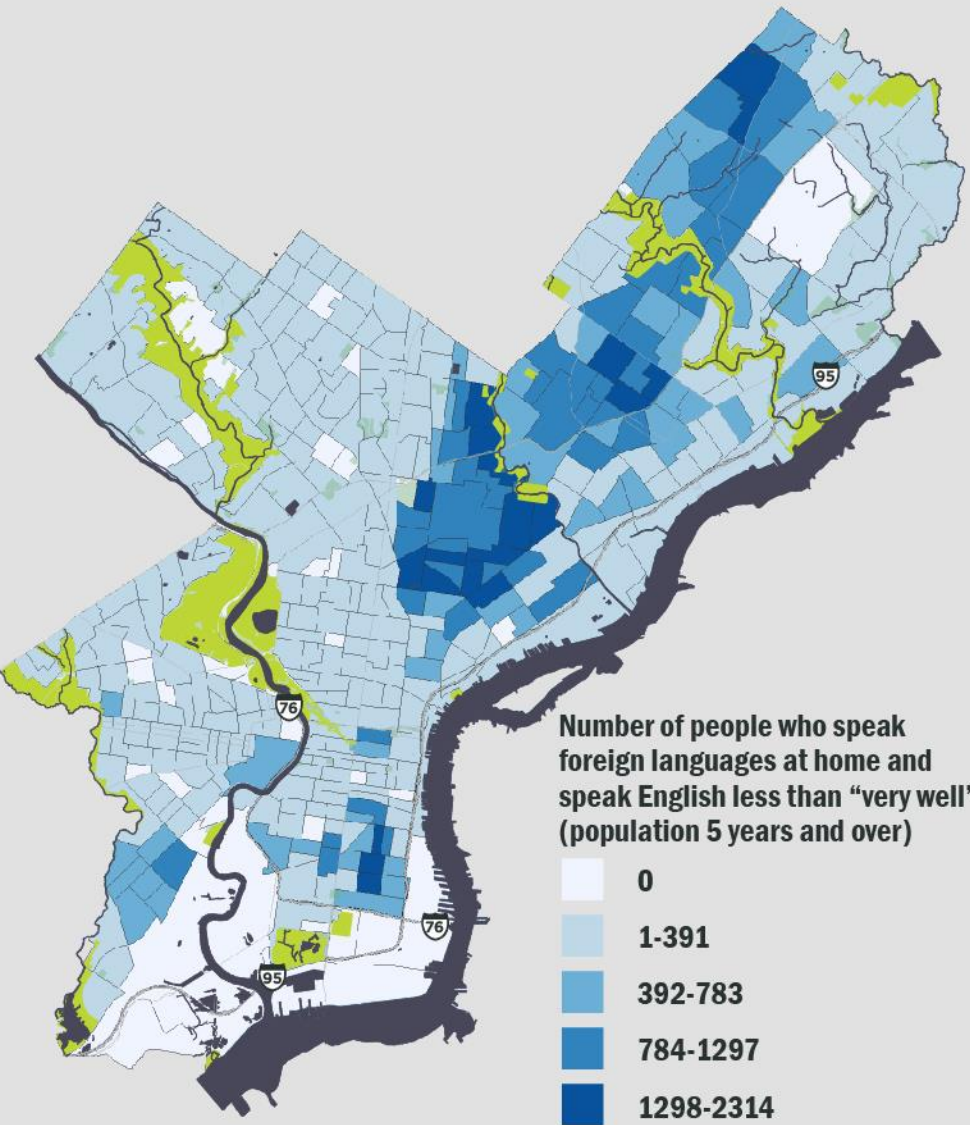 95
76
Number of people who speak
foreign languages at home and
speak English less than “very well”
(population 5 years and over)
0
1-391
76
392-783
95
784-1297
1298-2314